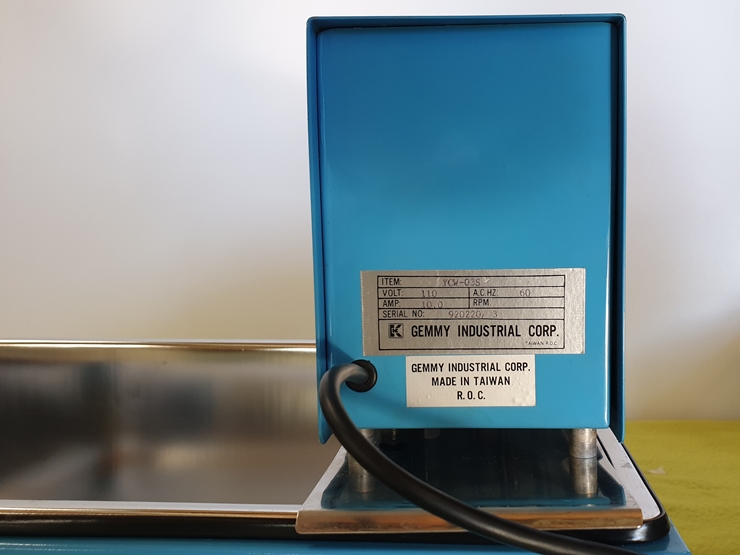 ITEM: YCW-03S
VOLT: 110 A.C.HZ. 60
AMP: 10.0 RPM
SERIAL NO: 920220, 3
K GEMMY INDUSTRIAL CORP.
TAIWAN R.O.C.
GEMMY INDUSTRIAL CORP.
MADE IN TAIWAN
R. O. C.